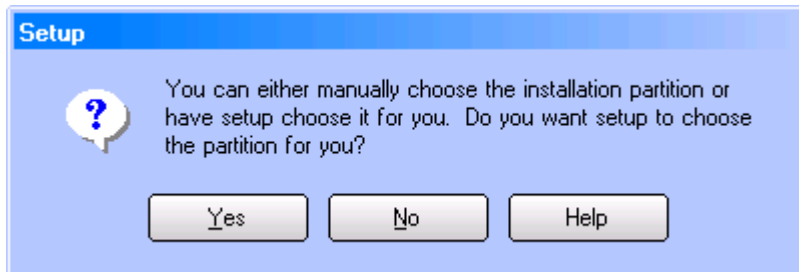 Setup
You can either manually choose the installation partition or
have setup choose it for you.  Do you want setup to choose
the partition for you?
Yes
No
Help